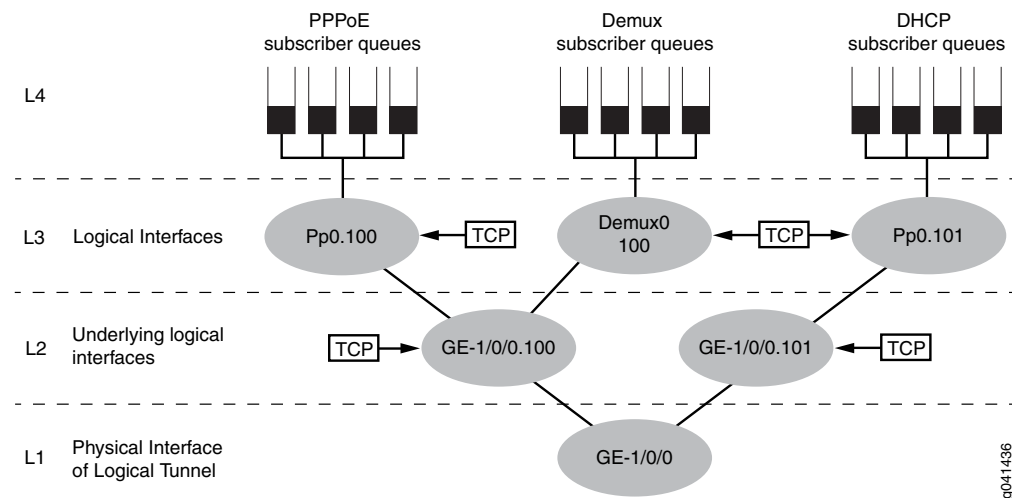 PPPoE
subscriber queues
Demux
subscriber queues
DHCP
subscriber queues
L4
L3
Logical Interfaces
Pp0.100
TCP
Demux0
100
TCP
Pp0.101
L2
Underlying logical
interfaces
TCP
GE-1/0/0.100
GE-1/0/0.101
TCP
L1
Physical Interface
of Logical Tunnel
GE-1/0/0
g041436